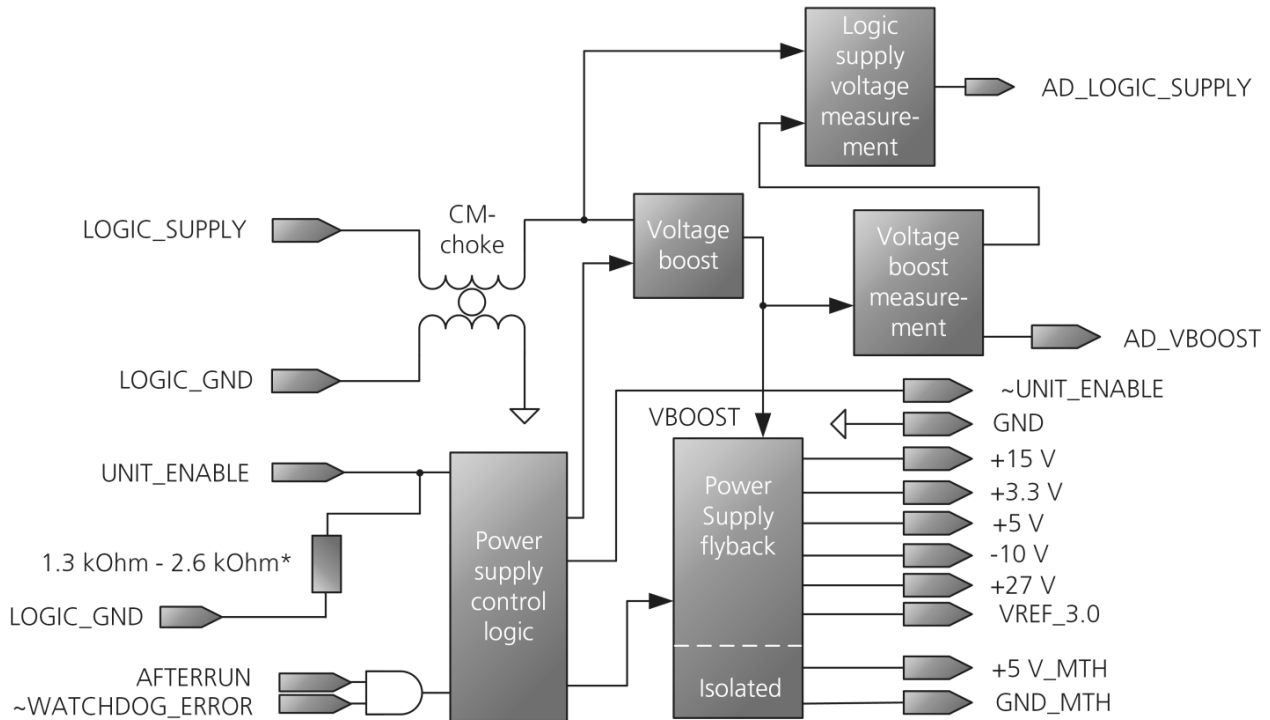 Logic
supply
voltage
measure-
ment
AD_LOGIC_SUPPLY
LOGIC_SUPPLY
CM-
choke
Voltage
boost
Voltage
boost
measure-
ment
AD_VBOOST
LOGIC_GND
~UNIT_ENABLE
VBOOST
GND
UNIT_ENABLE
+15 V
Power
Supply
flyback
+3.3 V
+5 V
1.3 kOhm - 2.6 kOhm*
Power
supply
control
logic
-10 V
+27 V
LOGIC_GND
VREF_3.0
AFTERRUN
~WATCHDOG_ERROR
Isolated
+5 V_MTH
GND_MTH